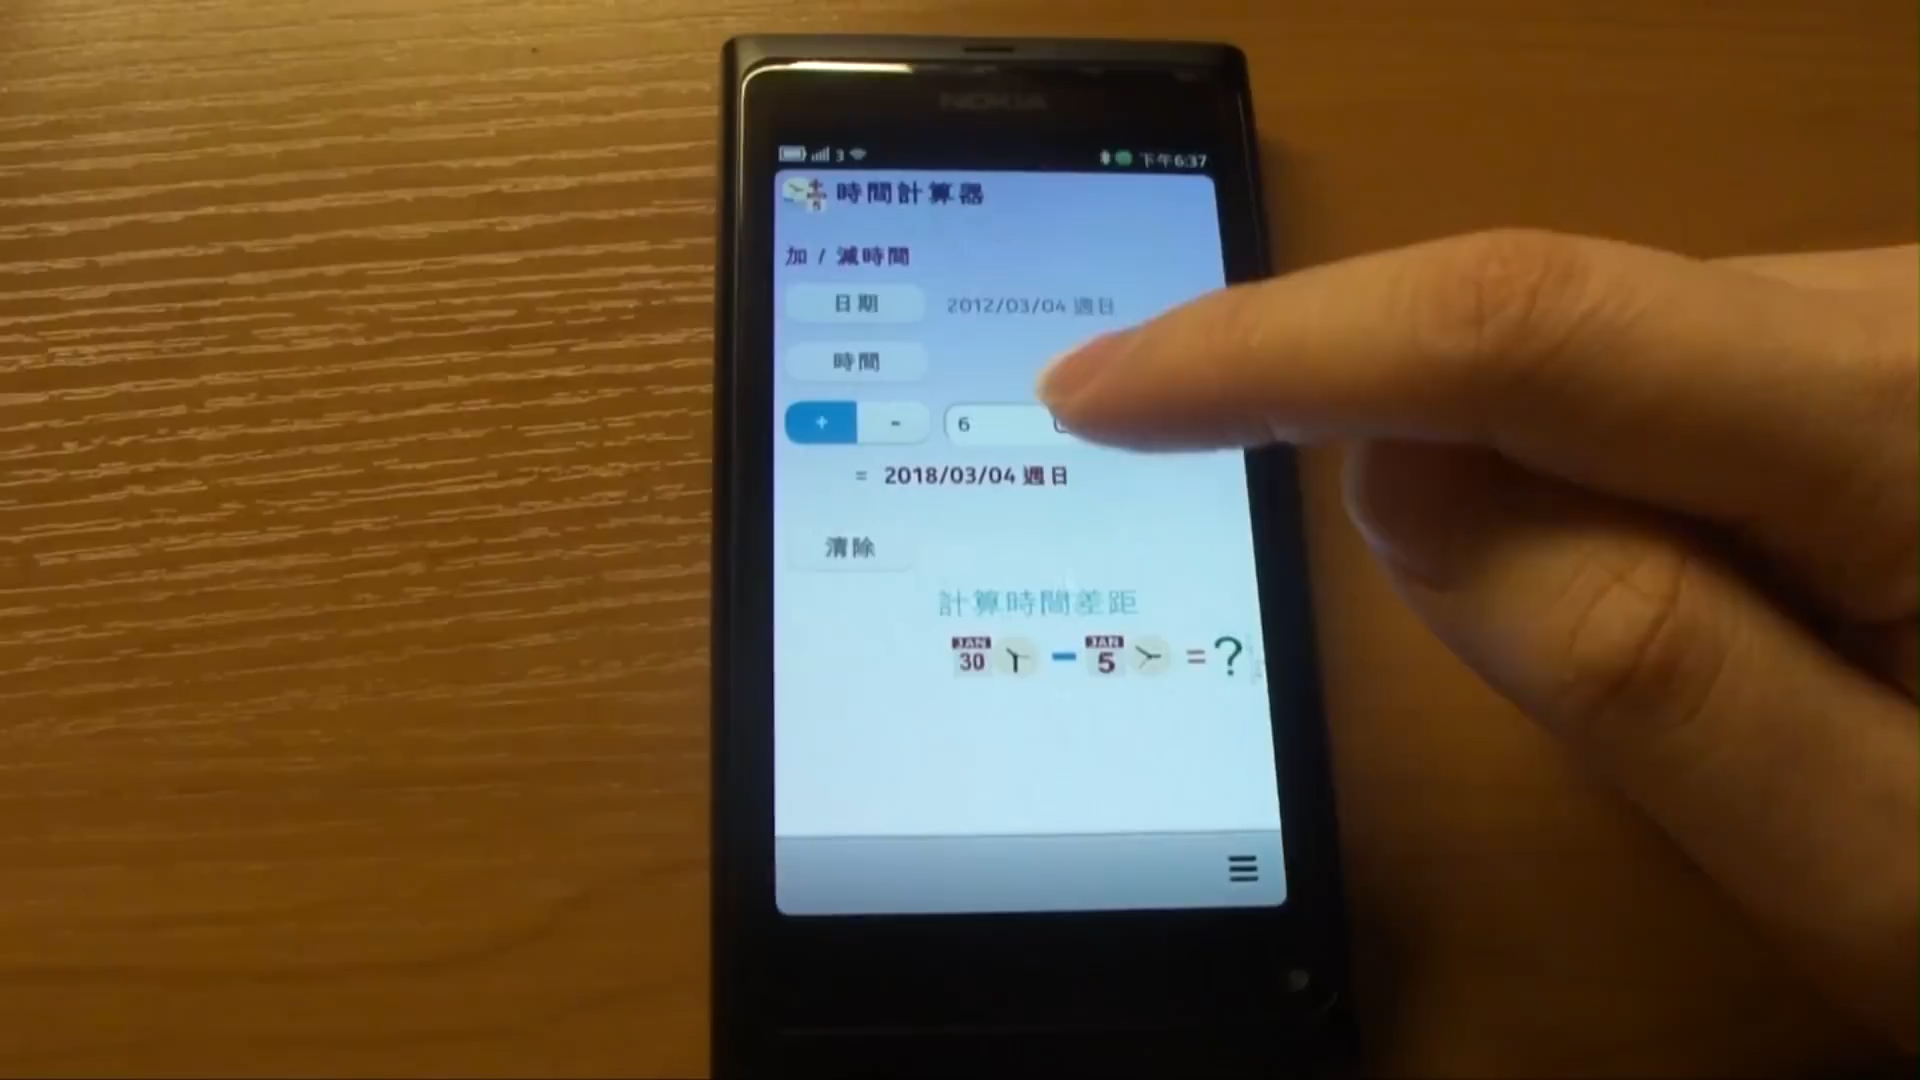 NOKIA
3 下午6:37
時間計算器
加 / 減時間
日期 2012/03/04 週日
時間
+ - 6
= 2018/03/04 週日
清除
計算時間差距
JAN 30 - JAN 5 = ?